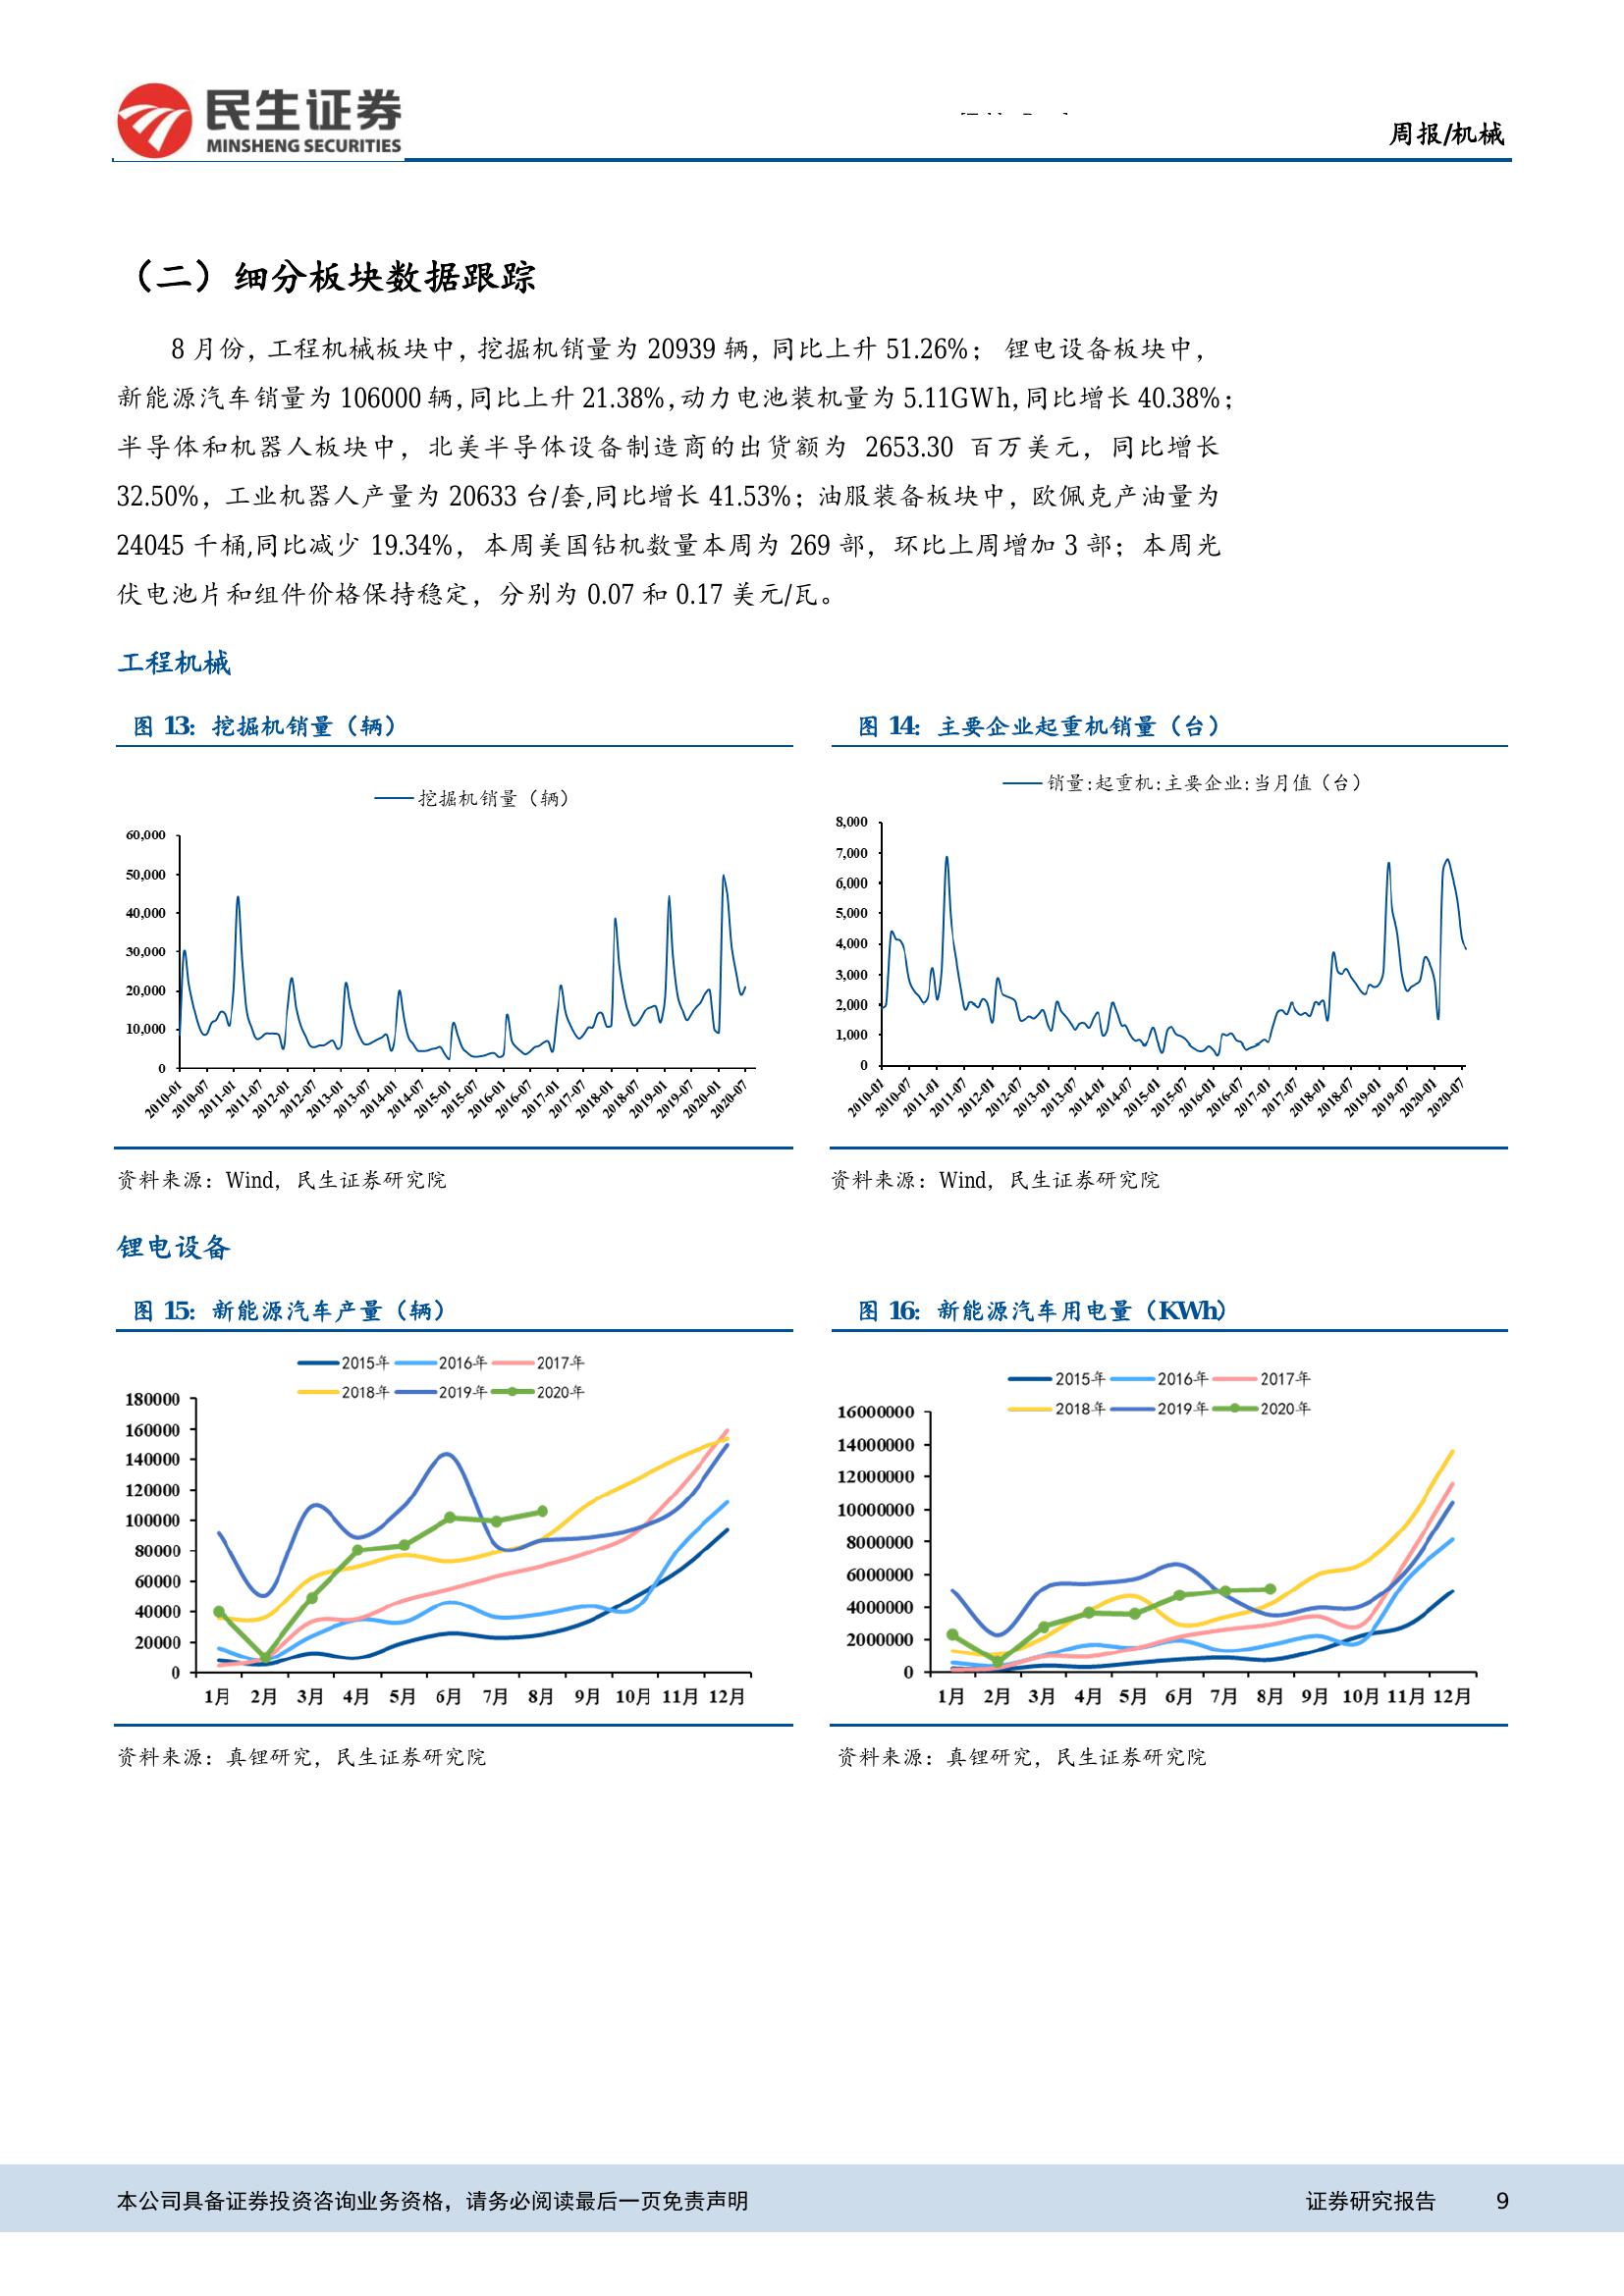 民生证券
MINSHENG SECURITIES
周报/机械
（二）细分板块数据跟踪
8 月份，工程机械板块中，挖掘机销量为 20939 辆，同比上升 51.26%； 锂电设备板块中，
新能源汽车销量为 106000 辆,同比上升 21.38%,动力电池装机量为 5.11GWh,同比增长 40.38%；
半导体和机器人板块中，北美半导体设备制造商的出货额为 2653.30 百万美元，同比增长
32.50%，工业机器人产量为 20633 台/套,同比增长 41.53%；油服装备板块中，欧佩克产油量为
24045 千桶,同比减少 19.34%，本周美国钻机数量本周为 269 部，环比上周增加 3 部；本周光
伏电池片和组件价格保持稳定，分别为 0.07 和 0.17 美元/瓦。
工程机械
图 13: 挖掘机销量（辆）
挖掘机销量（辆）
60,000
50,000
40,000
30,000
20,000
10,000
0
2010-01 2010-07 2011-01 2011-07 2012-01 2012-07 2013-01 2013-07 2014-01 2014-07 2015-01 2015-07 2016-01 2016-07 2017-01 2017-07 2018-01 2018-07 2019-01 2019-07 2020-01 2020-07
资料来源：Wind，民生证券研究院
图 14: 主要企业起重机销量（台）
销量:起重机:主要企业:当月值（台）
8,000
7,000
6,000
5,000
4,000
3,000
2,000
1,000
0
2010-01 2010-07 2011-01 2011-07 2012-01 2012-07 2013-01 2013-07 2014-01 2014-07 2015-01 2015-07 2016-01 2016-07 2017-01 2017-07 2018-01 2018-07 2019-01 2019-07 2020-01 2020-07
资料来源：Wind，民生证券研究院
锂电设备
图 15: 新能源汽车产量（辆）
2015年 2016年 2017年
2018年 2019年 2020年
180000
160000
140000
120000
100000
80000
60000
40000
20000
0
1月 2月 3月 4月 5月 6月 7月 8月 9月 10月 11月 12月
资料来源：真锂研究，民生证券研究院
图 16: 新能源汽车用电量（KWh）
2015年 2016年 2017年
2018年 2019年 2020年
16000000
14000000
12000000
10000000
8000000
6000000
4000000
2000000
0
1月 2月 3月 4月 5月 6月 7月 8月 9月 10月 11月 12月
资料来源：真锂研究，民生证券研究院
本公司具备证券投资咨询业务资格，请务必阅读最后一页免责声明
证券研究报告 9